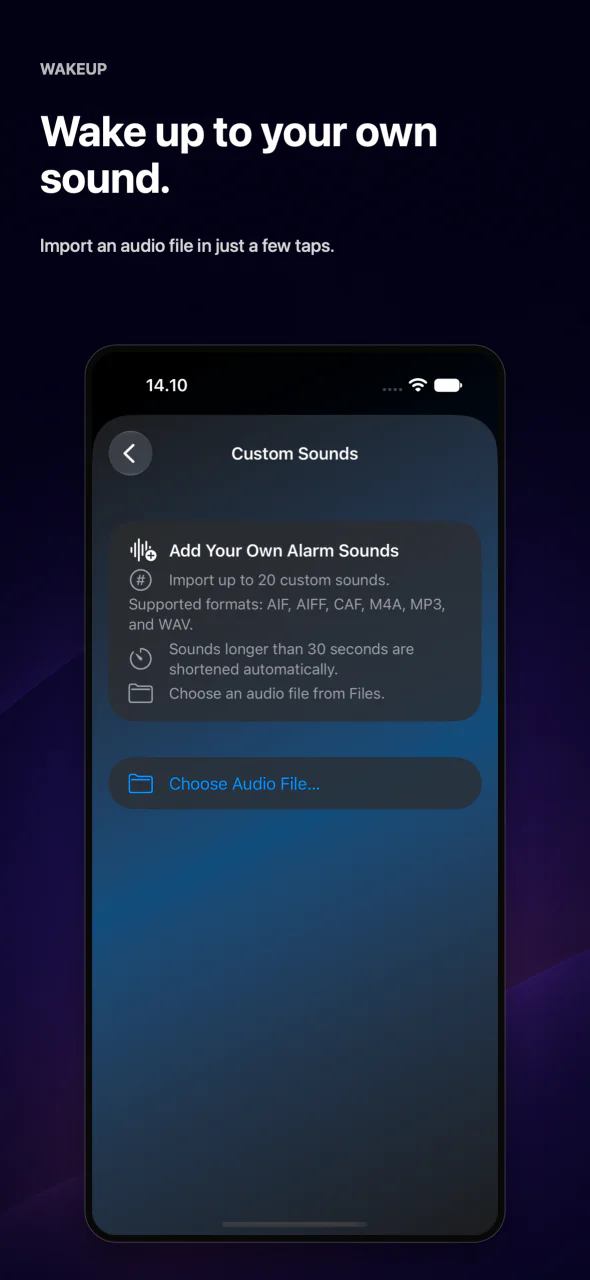 WAKEUP
Wake up to your own
sound.
Import an audio file in just a few taps.
14.10
Custom Sounds
Add Your Own Alarm Sounds
Import up to 20 custom sounds.
Supported formats: AIF, AIFF, CAF, M4A, MP3,
and WAV.
Sounds longer than 30 seconds are
shortened automatically.
Choose an audio file from Files.
Choose Audio File...